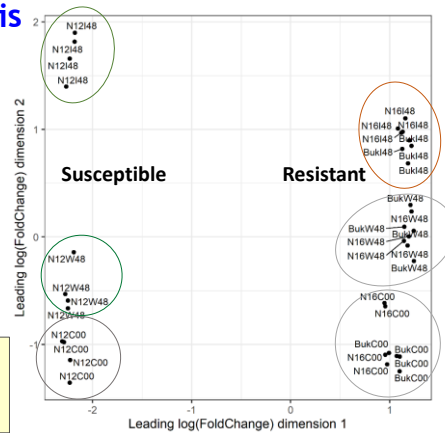 is
2
N12I48
N12I48
N12I48
N12I48
N16I48
N16I48
N16I48
N16I48
BukI48
BukI48
BukI48
BukI48
1
Susceptible
Resistant
BukW48
N16W48
BukW48
BukW48
N16W48
N16W48
N16W48
BukW48
0
N12W48
N12W48
N12W48
N12W48
N16C00
N16C00
-1
N12C00
N12C00
N12C00
N12C00
BukC00
N16C00
BukC00
BukC00
N16C00
BukC00
-2
-1
0
1
Leading log(FoldChange) dimension 1
Leading log(FoldChange) dimension 2